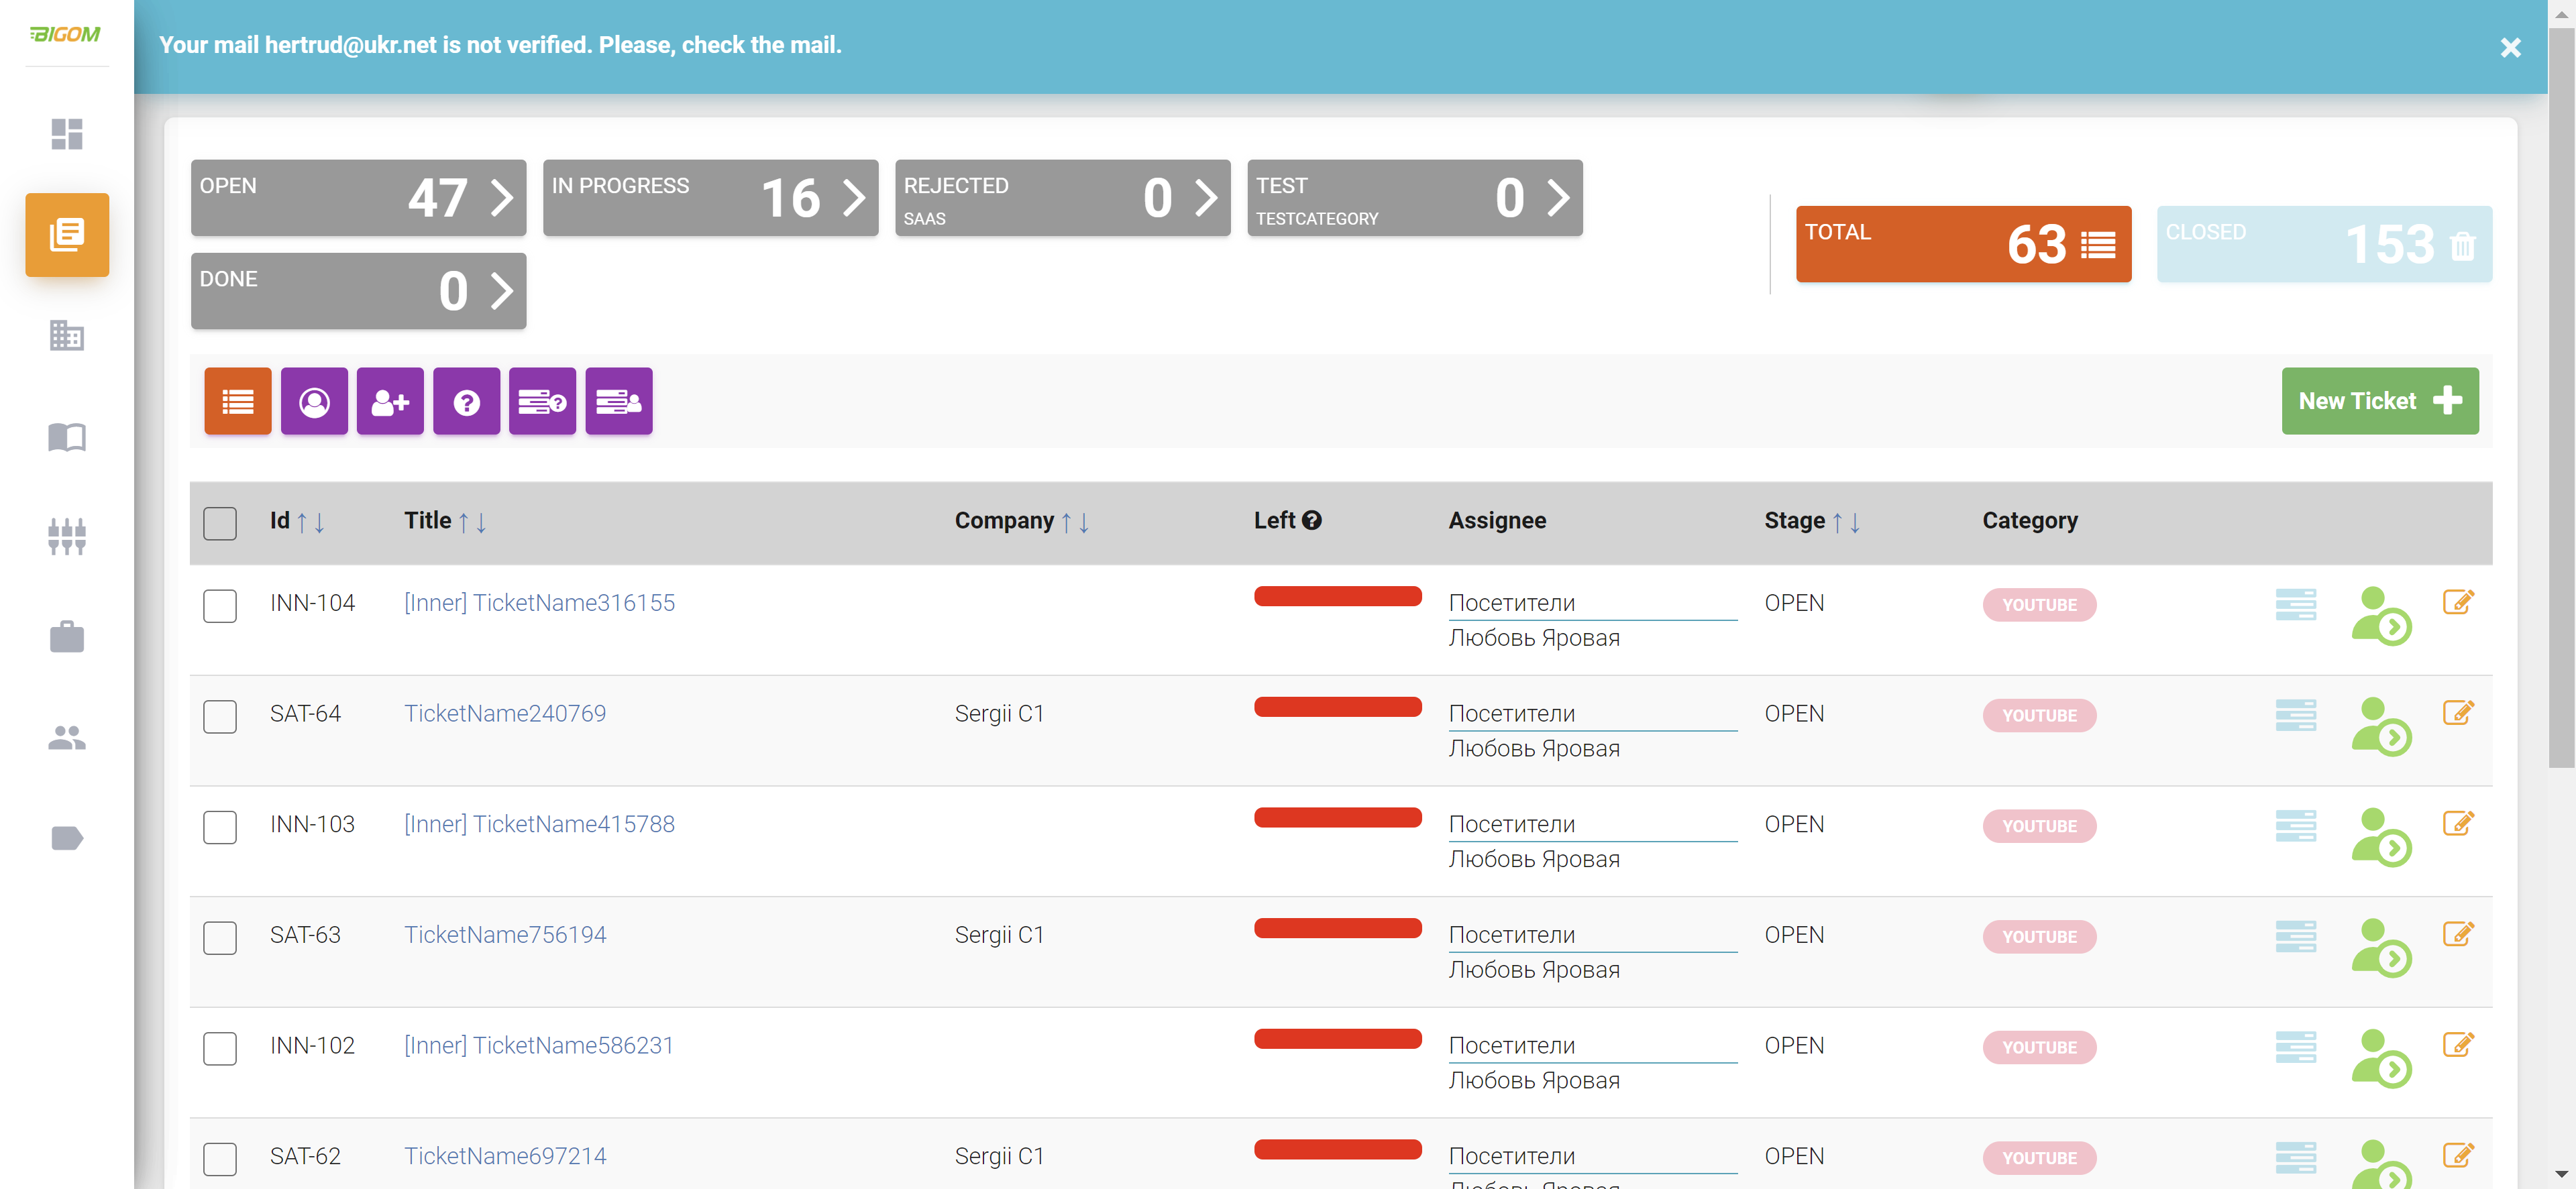 BIGOM
Your mail hertrud@ukr.net is not verified. Please, check the mail.
OPEN 47
IN PROGRESS 16
REJECTED 0
SAAS
TEST 0
TESTCATEGORY
DONE 0
TOTAL 63
CLOSED 153
New Ticket
Id Title Company Left Assignee Stage Category
INN-104 [Inner] TicketName316155 Посетители OPEN YOUTUBE
Любовь Яровая
SAT-64 TicketName240769 Sergii C1 Посетители OPEN YOUTUBE
Любовь Яровая
INN-103 [Inner] TicketName415788 Посетители OPEN YOUTUBE
Любовь Яровая
SAT-63 TicketName756194 Sergii C1 Посетители OPEN YOUTUBE
Любовь Яровая
INN-102 [Inner] TicketName586231 Посетители OPEN YOUTUBE
Любовь Яровая
SAT-62 TicketName697214 Sergii C1 Посетители OPEN YOUTUBE